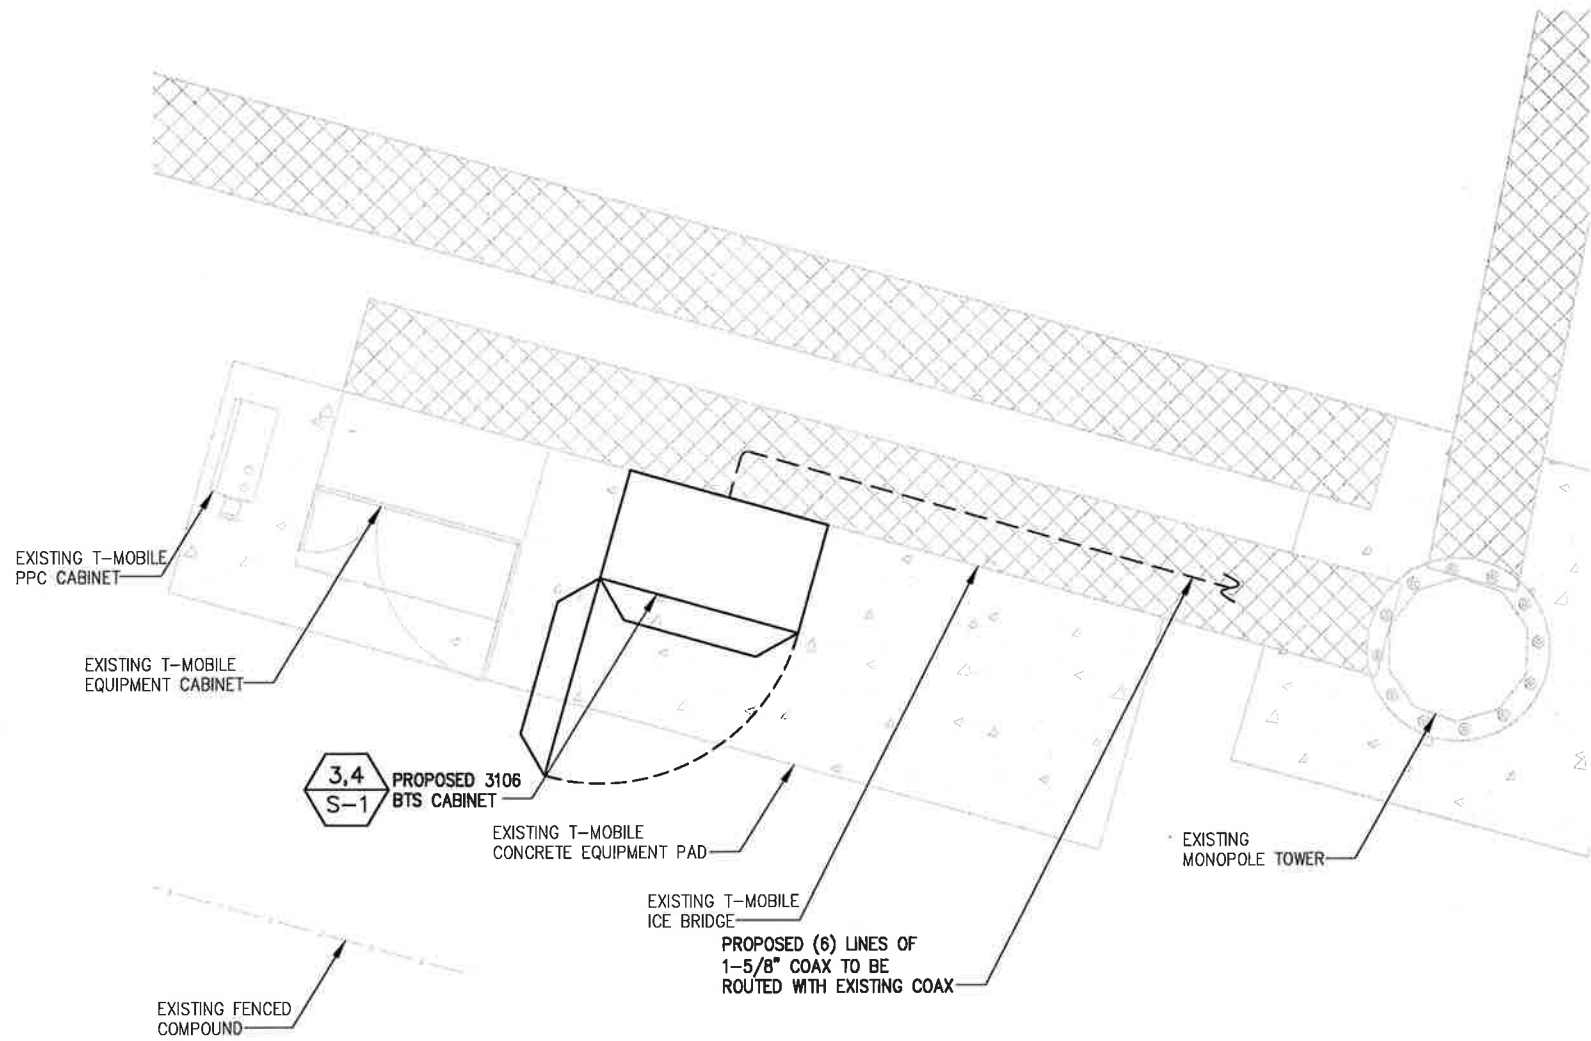 EXISTING T-MOBILE
PPC CABINET
EXISTING T-MOBILE
EQUIPMENT CABINET
3,4
S-1
PROPOSED 3106
BTS CABINET
EXISTING T-MOBILE
CONCRETE EQUIPMENT PAD
EXISTING T-MOBILE
ICE BRIDGE
PROPOSED (6) LINES OF
1-5/8" COAX TO BE
ROUTED WITH EXISTING COAX
EXISTING
MONOPOLE TOWER
EXISTING FENCED
COMPOUND